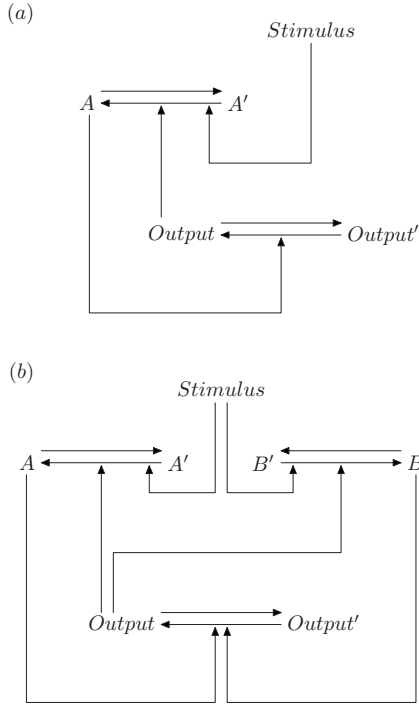 (a)
Stimulus
A A'
Output Output'
(b)
Stimulus
A A' B' B
Output Output'